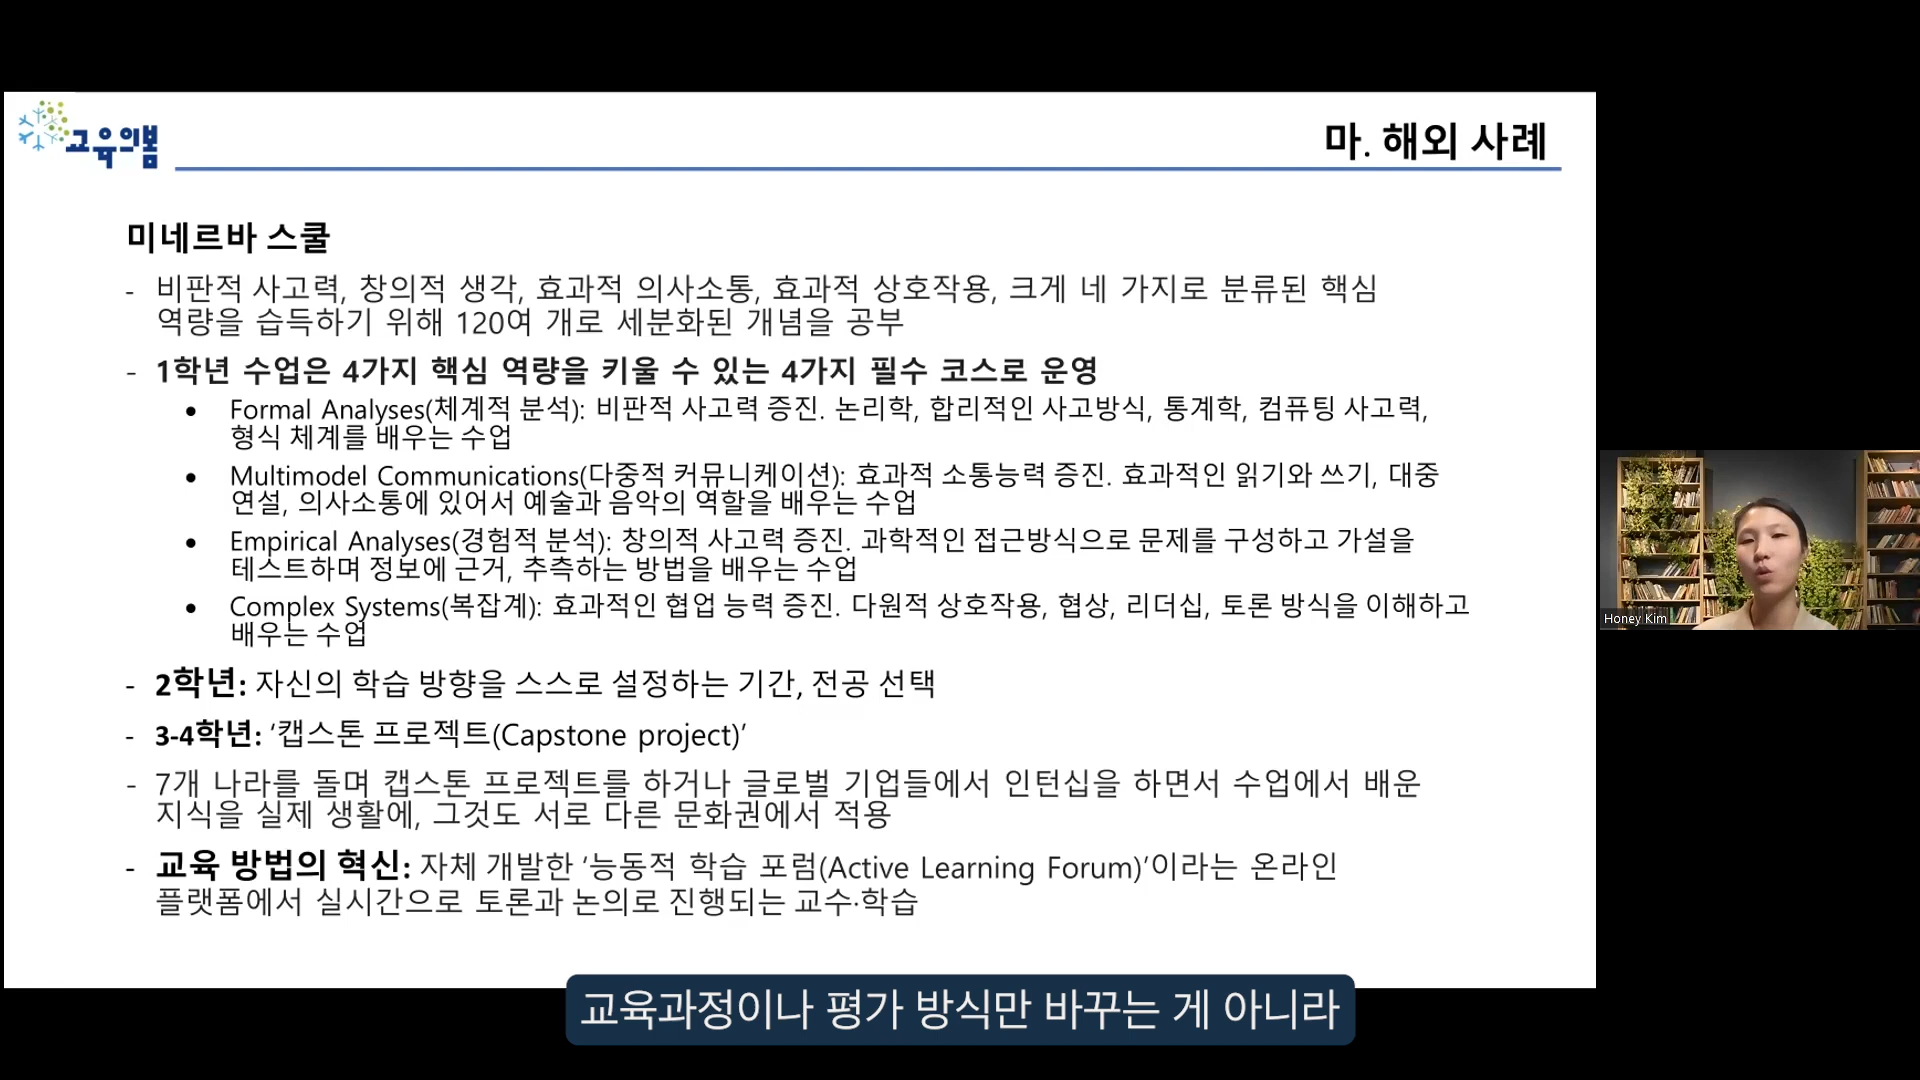 교육의봄
마. 해외 사례
미네르바 스쿨
- 비판적 사고력, 창의적 생각, 효과적 의사소통, 효과적 상호작용, 크게 네 가지로 분류된 핵심
역량을 습득하기 위해 120여 개로 세분화된 개념을 공부
- 1학년 수업은 4가지 핵심 역량을 키울 수 있는 4가지 필수 코스로 운영
• Formal Analyses(체계적 분석): 비판적 사고력 증진. 논리학, 합리적인 사고방식, 통계학, 컴퓨팅 사고력,
형식 체계를 배우는 수업
• Multimodel Communications(다중적 커뮤니케이션): 효과적 소통능력 증진. 효과적인 읽기와 쓰기, 대중
연설, 의사소통에 있어서 예술과 음악의 역할을 배우는 수업
• Empirical Analyses(경험적 분석): 창의적 사고력 증진. 과학적인 접근방식으로 문제를 구성하고 가설을
테스트하며 정보에 근거, 추측하는 방법을 배우는 수업
• Complex Systems(복잡계): 효과적인 협업 능력 증진. 다원적 상호작용, 협상, 리더십, 토론 방식을 이해하고
배우는 수업
- 2학년: 자신의 학습 방향을 스스로 설정하는 기간, 전공 선택
- 3-4학년: ‘캡스톤 프로젝트(Capstone project)’
- 7개 나라를 돌며 캡스톤 프로젝트를 하거나 글로벌 기업들에서 인턴십을 하면서 수업에서 배운
지식을 실제 생활에, 그것도 서로 다른 문화권에서 적용
- 교육 방법의 혁신: 자체 개발한 ‘능동적 학습 포럼(Active Learning Forum)’이라는 온라인
플랫폼에서 실시간으로 토론과 논의로 진행되는 교수·학습
Honey Kim
교육과정이나 평가 방식만 바꾸는 게 아니라